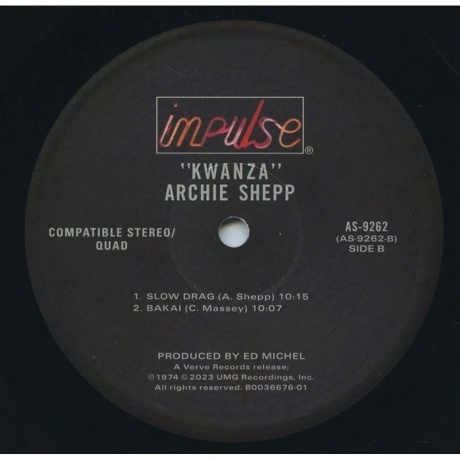 impulse®
"KWANZA"
ARCHIE SHEPP
COMPATIBLE STEREO/
QUAD
AS-9262
(AS-9262-B)
SIDE B
1. SLOW DRAG (A. Shepp) 10:15
2. BAKAI (C. Massey) 10:07
PRODUCED BY ED MICHEL
A Verve Records release;
℗1974 ©2023 UMG Recordings, Inc.
All rights reserved. B0036676-01